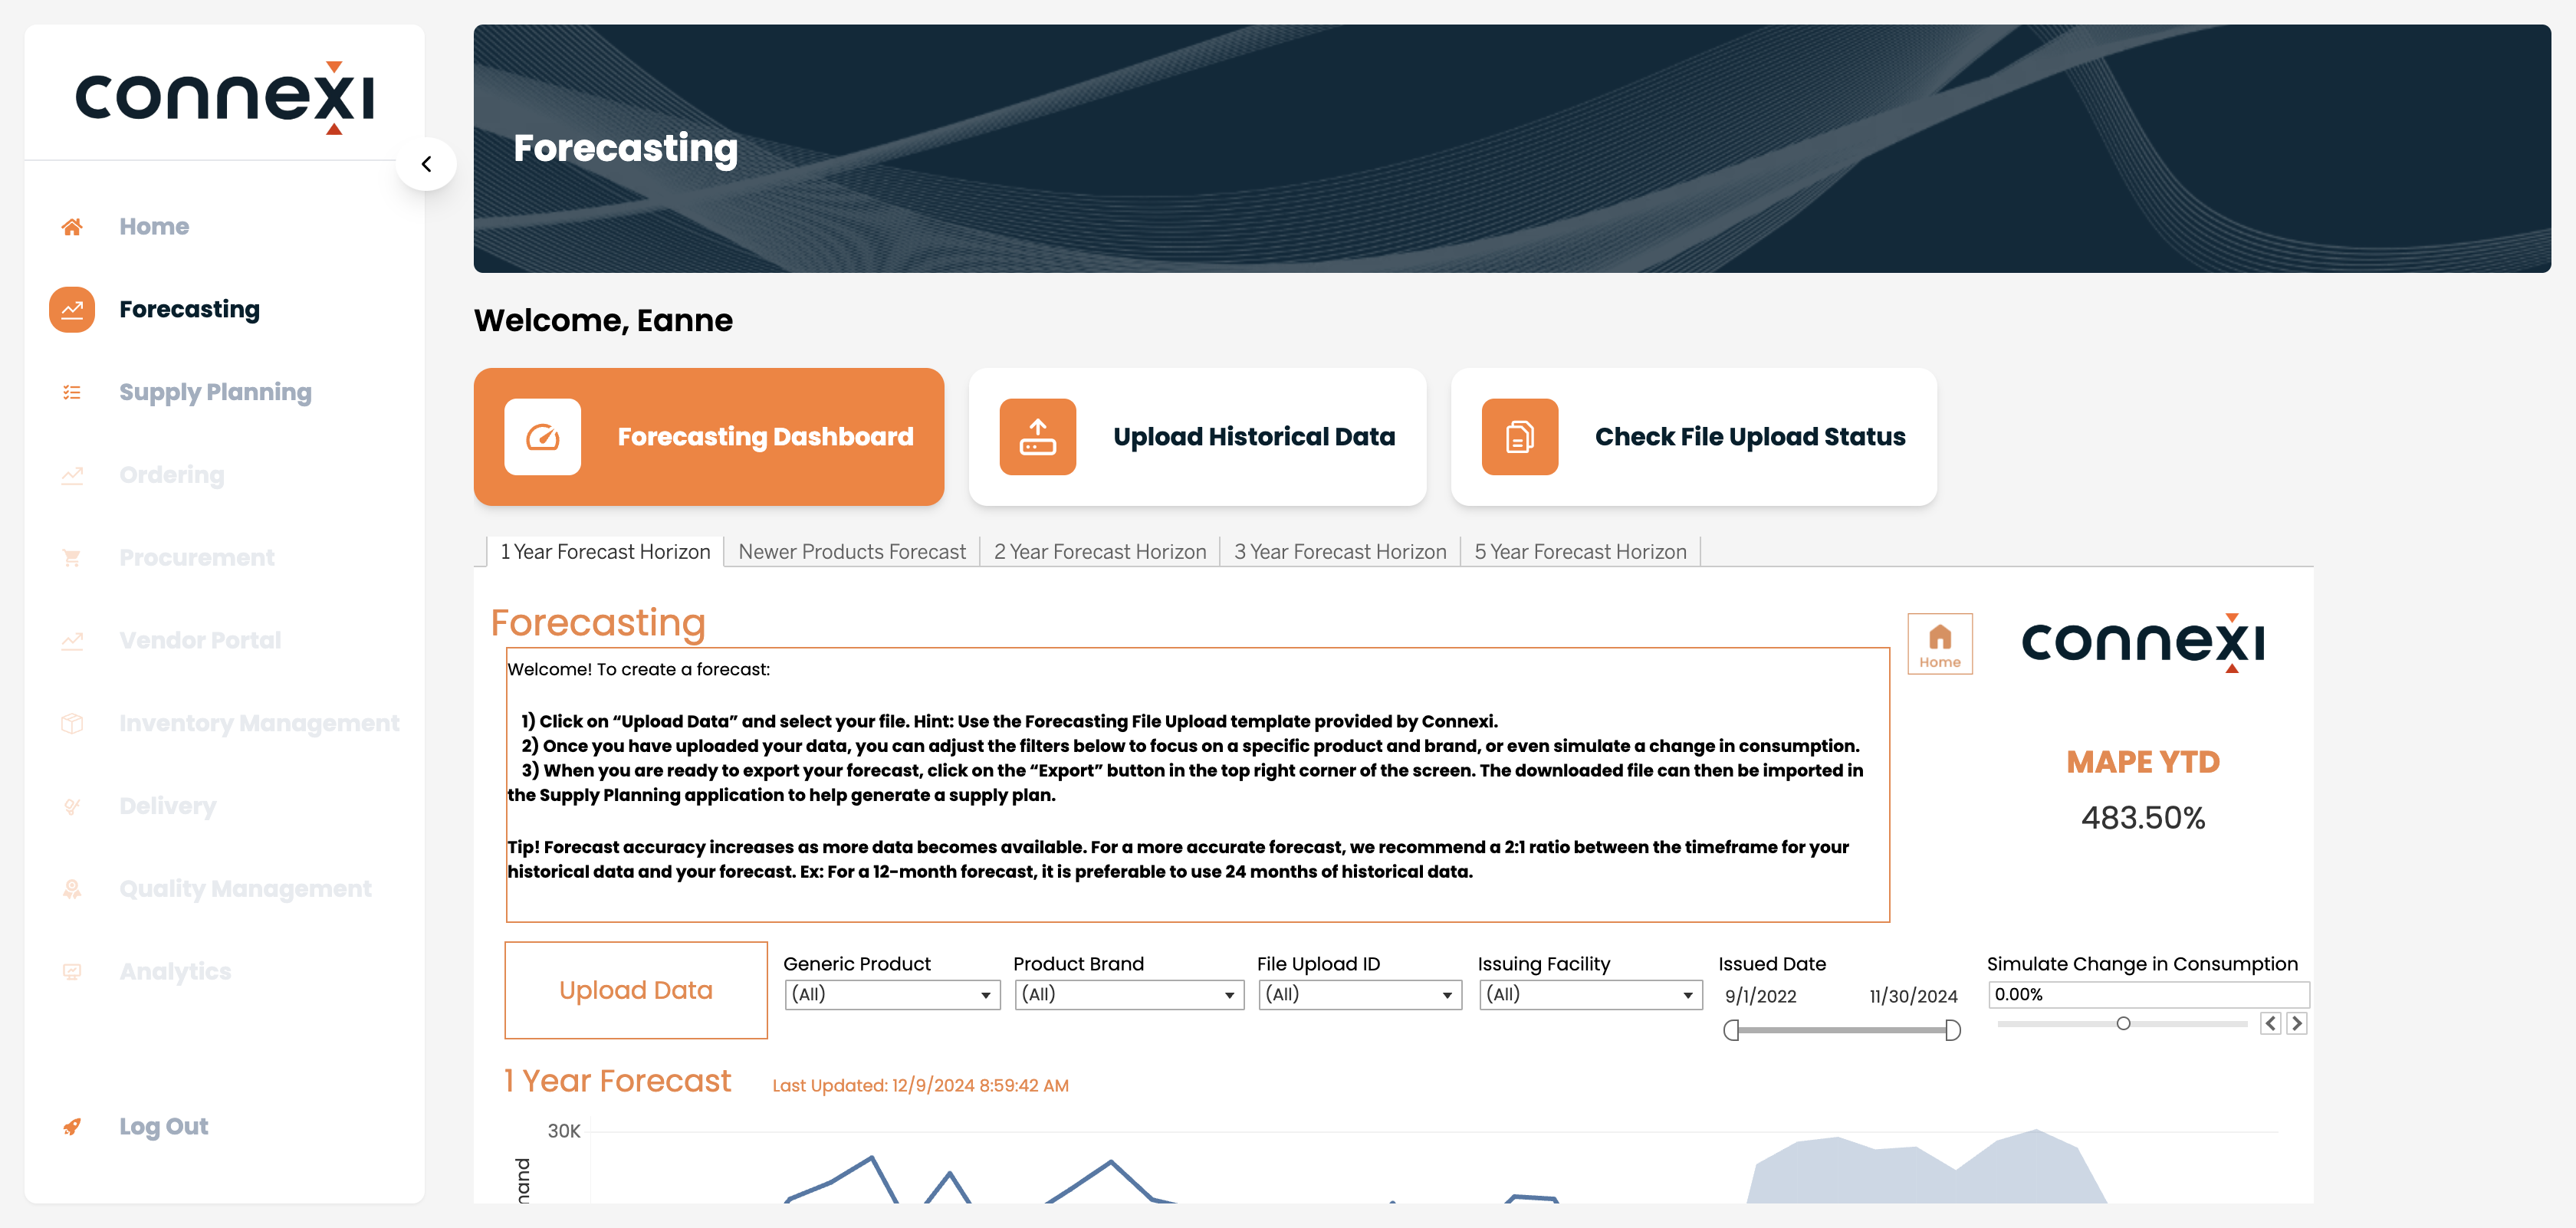 connexi
Home
Forecasting
Supply Planning
Ordering
Procurement
Vendor Portal
Inventory Management
Delivery
Quality Management
Analytics
Log Out
Forecasting
Welcome, Eanne
Forecasting Dashboard
Upload Historical Data
Check File Upload Status
1 Year Forecast Horizon
Newer Products Forecast
2 Year Forecast Horizon
3 Year Forecast Horizon
5 Year Forecast Horizon
Forecasting
Home
connexi
Welcome! To create a forecast:
1) Click on “Upload Data” and select your file. Hint: Use the Forecasting File Upload template provided by Connexi.
2) Once you have uploaded your data, you can adjust the filters below to focus on a specific product and brand, or even simulate a change in consumption.
3) When you are ready to export your forecast, click on the “Export” button in the top right corner of the screen. The downloaded file can then be imported in
the Supply Planning application to help generate a supply plan.
Tip! Forecast accuracy increases as more data becomes available. For a more accurate forecast, we recommend a 2:1 ratio between the timeframe for your
historical data and your forecast. Ex: For a 12-month forecast, it is preferable to use 24 months of historical data.
MAPE YTD
483.50%
Upload Data
Generic Product
(All)
Product Brand
(All)
File Upload ID
(All)
Issuing Facility
(All)
Issued Date
9/1/2022 11/30/2024
Simulate Change in Consumption
0.00%
1 Year Forecast
Last Updated: 12/9/2024 8:59:42 AM
30K